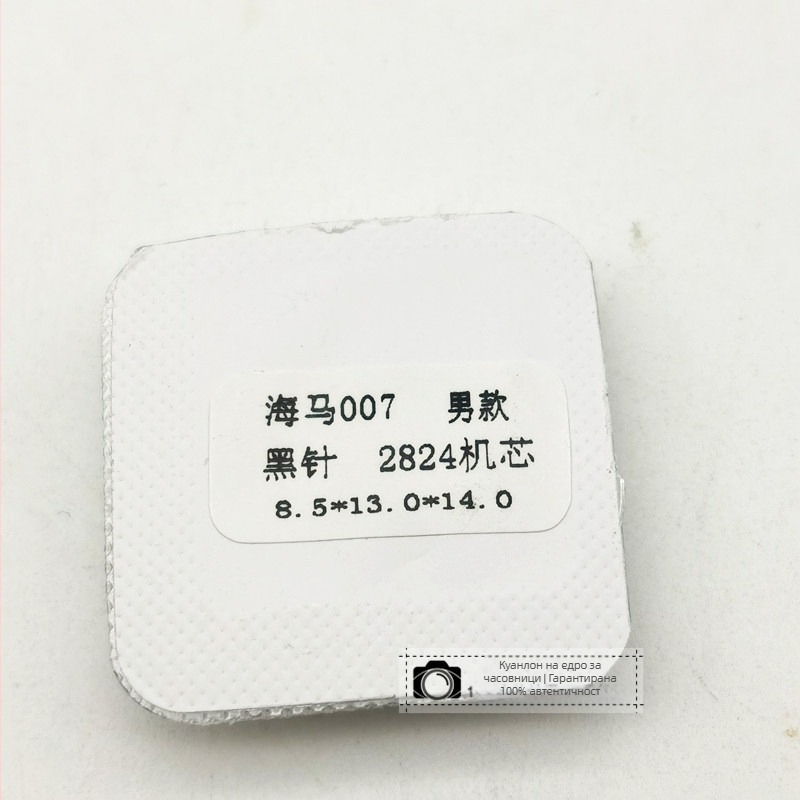 海马007 男款
黑针 2824机芯
8.5*13.0*14.0
Куанлон на едро за
часовници | Гарантирана
100% автентичност
1